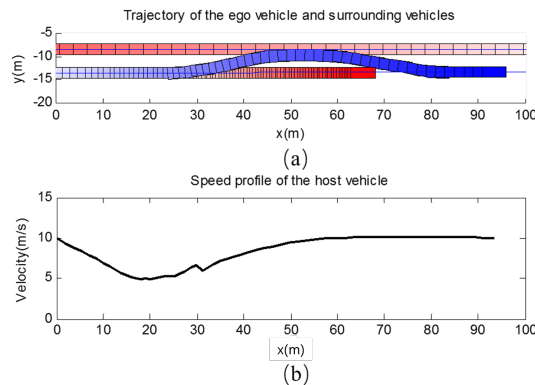 Trajectory of the ego vehicle and surrounding vehicles
-5
-10
-15
-20
y(m)
0 10 20 30 40 50 60 70 80 90 100
x(m)
(a)
Speed profile of the host vehicle
15
10
5
0
Velocity(m/s)
0 10 20 30 40 50 60 70 80 90 100
x(m)
(b)